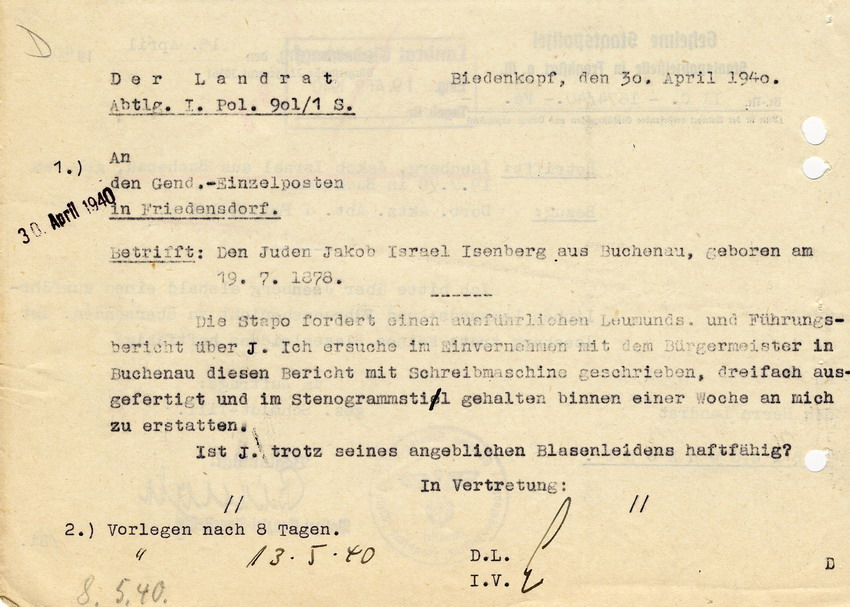 D
Der Landrat
Biedenkopf, den 30. April 1940.
Abtlg. I. Pol. 901/1 S.
1.) An
den Gend.-Einzelposten
in Friedensdorf.
30. April 1940
Betrifft: Den Juden Jakob Israel Isenberg aus Buchenau, geboren am
19. 7. 1878.
-------
Die Stapo fordert einen ausführlichen Leumunds. und Führungs-
bericht über J. Ich ersuche im Einvernehmen mit dem Bürgermeister in
Buchenau diesen Bericht mit Schreibmaschine geschrieben, dreifach aus-
gefertigt und im Stenogrammstil gehalten binnen einer Woche an mich
zu erstatten.
Ist J. trotz seines angeblichen Blasenleidens haftfähig?
In Vertretung:
// //
2.) Vorlegen nach 8 Tagen.
" 13.5.40
D.L.
I.V.
D
8.5.40.